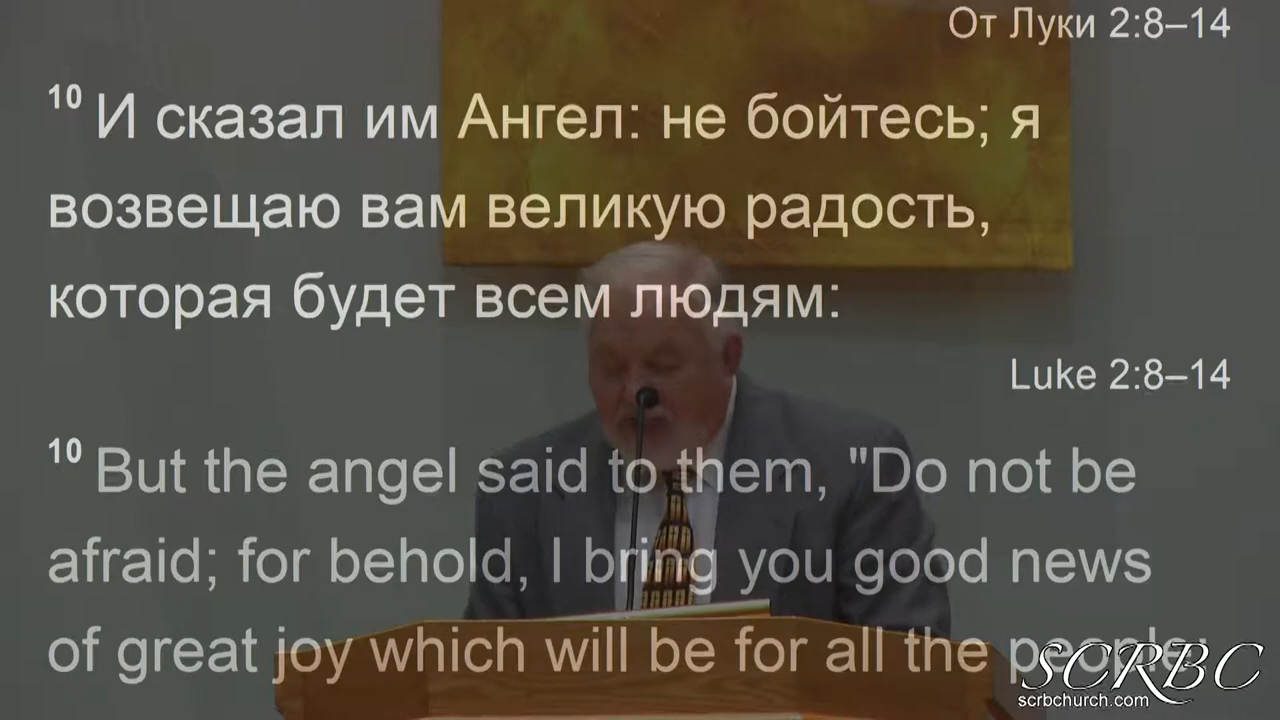 От Луки 2:8–14
10 И сказал им Ангел: не бойтесь; я
возвещаю вам великую радость,
которая будет всем людям:
Luke 2:8–14
10 But the angel said to them, "Do not be
afraid; for behold, I bring you good news
of great joy which will be for all the people;
SCRBC
scrbchurch.com